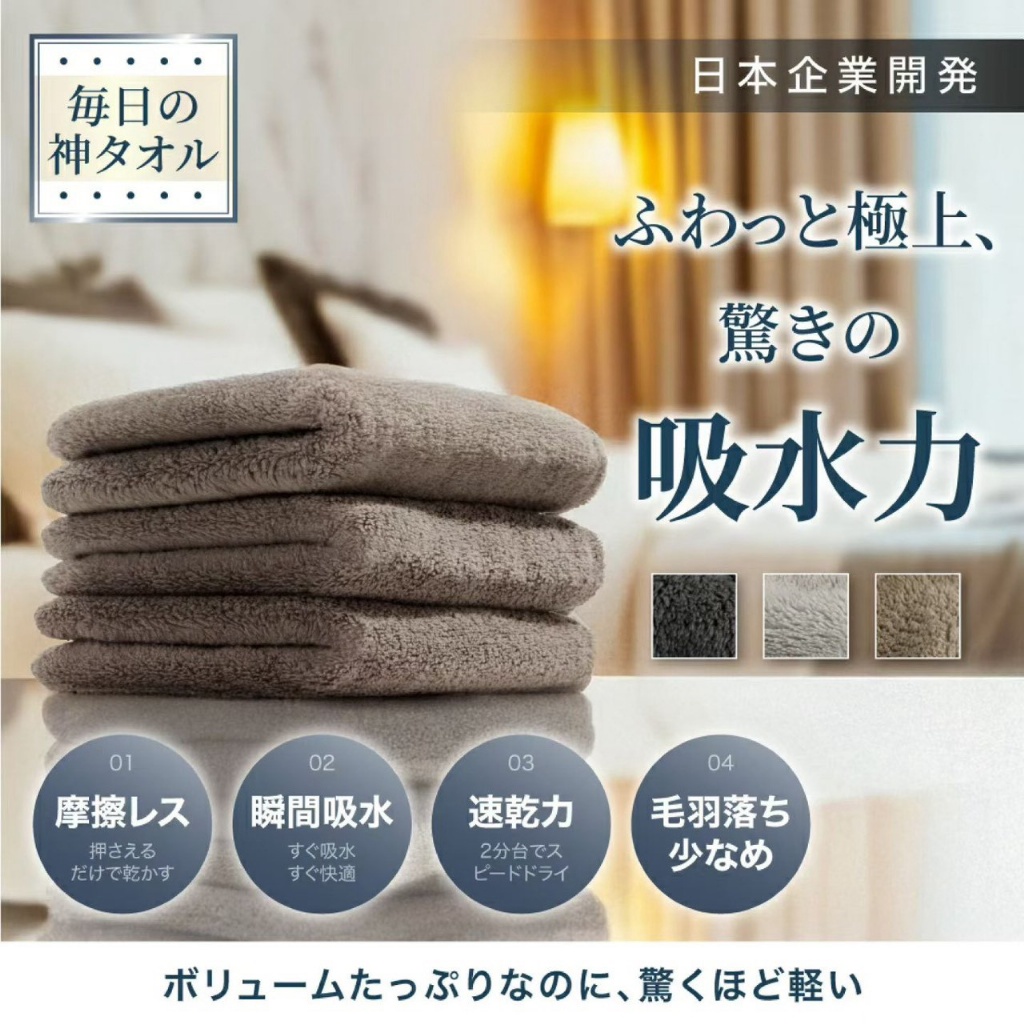 毎日の
神タオル
日本企業開発
ふわっと極上、
驚きの
吸水力
01
摩擦レス
押さえる
だけで乾かす
02
瞬間吸水
すぐ吸水
すぐ快適
03
速乾力
2分台でス
ピードドライ
04
毛羽落ち
少なめ
ボリュームたっぷりなのに、驚くほど軽い